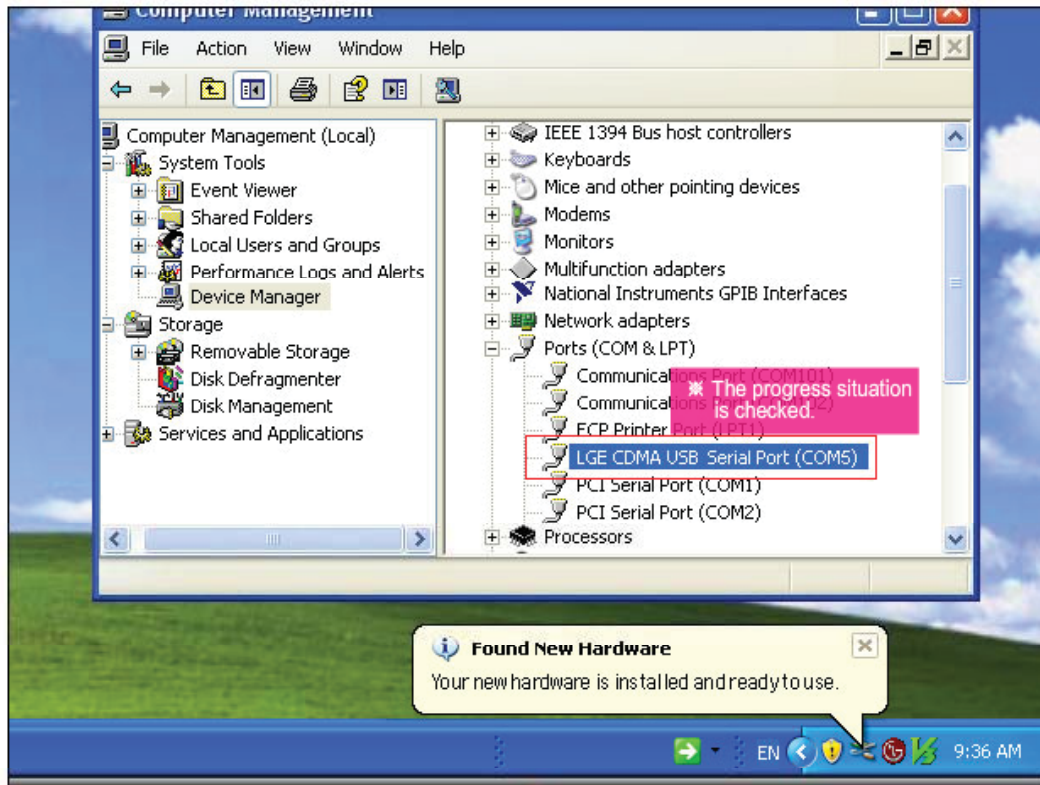 Computer Management
File Action View Window Help
Computer Management (Local)
System Tools
Event Viewer
Shared Folders
Local Users and Groups
Performance Logs and Alerts
Device Manager
Storage
Removable Storage
Disk Defragmenter
Disk Management
Services and Applications
IEEE 1394 Bus host controllers
Keyboards
Mice and other pointing devices
Modems
Monitors
Multifunction adapters
National Instruments GPIB Interfaces
Network adapters
Ports (COM & LPT)
Communications Port (COM101)
Communications Port (COM102)
※ The progress situation
is checked.
ECP Printer Port (LPT1)
LGE CDMA USB Serial Port (COM5)
PCI Serial Port (COM1)
PCI Serial Port (COM2)
Processors
Found New Hardware
Your new hardware is installed and ready to use.
EN 9:36 AM